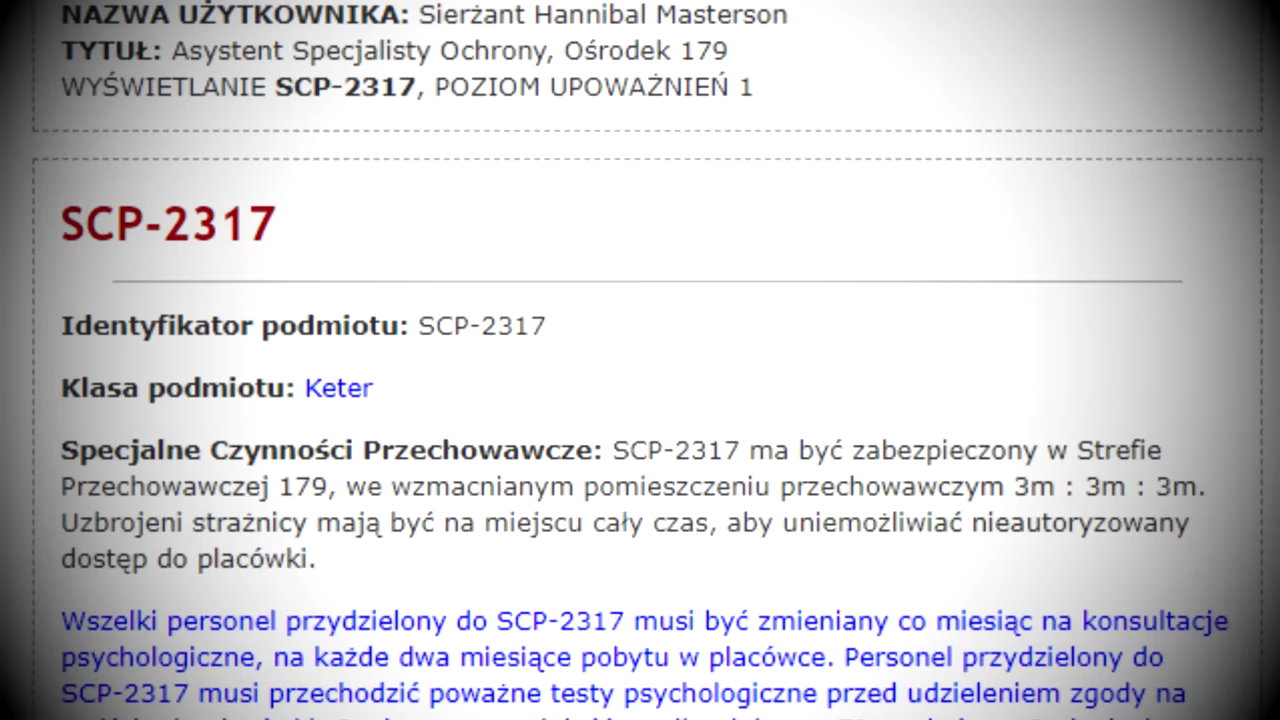 NAZWA UŻYTKOWNIKA: Sierżant Hannibal Masterson
TYTUŁ: Asystent Specjalisty Ochrony, Ośrodek 179
WYŚWIETLANIE SCP-2317, POZIOM UPOWAŻNIEŃ 1
SCP-2317
Identyfikator podmiotu: SCP-2317
Klasa podmiotu: Keter
Specjalne Czynności Przechowawcze: SCP-2317 ma być zabezpieczony w Strefie
Przechowawczej 179, we wzmacnianym pomieszczeniu przechowawczym 3m : 3m : 3m.
Uzbrojeni strażnicy mają być na miejscu cały czas, aby uniemożliwiać nieautoryzowany
dostęp do placówki.
Wszelki personel przydzielony do SCP-2317 musi być zmieniany co miesiąc na konsultacje
psychologiczne, na każde dwa miesiące pobytu w placówce. Personel przydzielony do
SCP-2317 musi przechodzić poważne testy psychologiczne przed udzieleniem zgody na